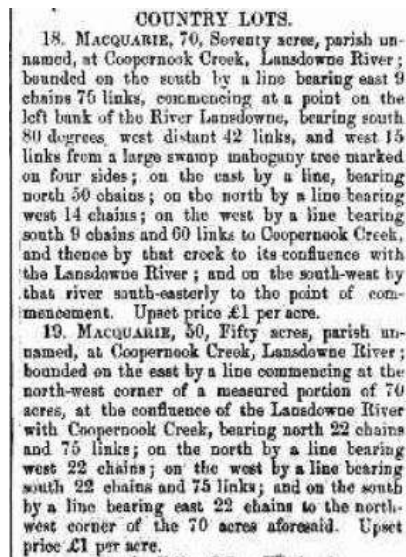 COUNTRY LOTS.
18. MACQUARIE, 70, Seventy acres, parish un-
named, at Coopernook Creek, Lansdowne River;
bounded on the south by a line bearing east 9
chains 75 links, commencing at a point on the
left bank of the River Lansdowne, bearing south
80 degrees west distant 42 links, and west 15
links from a large swamp mahogany tree marked
on four sides; on the east by a line, bearing
north 50 chains; on the north by a line bearing
west 14 chains; on the west by a line bearing
south 9 chains and 60 links to Coopernook Creek,
and thence by that creek to its confluence with
the Lansdowne River; and on the south-west by
that river south-easterly to the point of com-
mencement. Upset price £1 per acre.
19. MACQUARIE, 50, Fifty acres, parish un-
named, at Coopernook Creek, Lansdowne River;
bounded on the east by a line commencing at the
north-west corner of a measured portion of 70
acres, at the confluence of the Lansdowne River
with Coopernook Creek, bearing north 22 chains
and 75 links; on the north by a line bearing
west 22 chains; on the west by a line bearing
south 22 chains and 75 links; and on the south
by a line bearing east 22 chains to the north-
west corner of the 70 acres aforesaid. Upset
price £1 per acre.